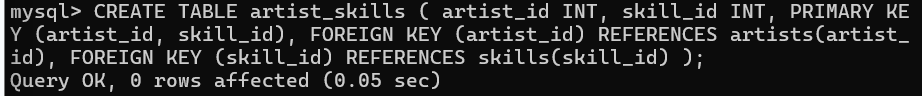 mysql> CREATE TABLE artist_skills ( artist_id INT, skill_id INT, PRIMARY KE
Y (artist_id, skill_id), FOREIGN KEY (artist_id) REFERENCES artists(artist_
id), FOREIGN KEY (skill_id) REFERENCES skills(skill_id) );
Query OK, 0 rows affected (0.05 sec)